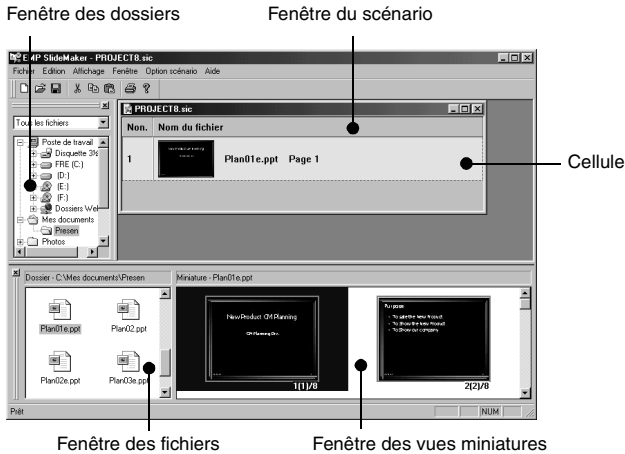 Fenêtre des dossiers
Fenêtre du scénario
EMP SlideMaker - PROJECT8.sic
Fichier Edition Affichage Fenêtre Option scénario Aide
PROJECT8.sic
Tous les fichiers
Non. Nom du fichier
Poste de travail
Disquette 3½
1 Plan01e.ppt Page 1
Cellule
FRE (C:)
(D:)
(E:)
(F:)
Dossiers Web
Mes documents
Presen
Photos
Dossier - C:\Mes documents\Presen
Miniature - Plan01e.ppt
Plan01e.ppt
Plan02.ppt
Plan02e.ppt
Plan03e.ppt
New Product CM Planning
CM Planning Div.
1(1)/8
Purpose
- To sale the New Product
- To Show the New Product
- To Show our company
2(2)/8
Prêt
NUM
Fenêtre des fichiers
Fenêtre des vues miniatures